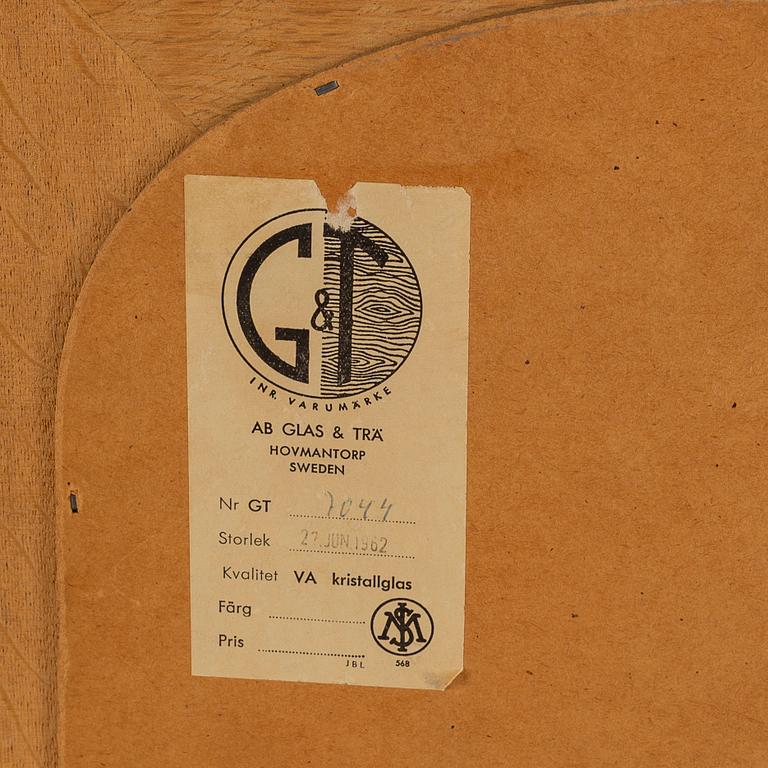 G&T
INR. VARUMÄRKE
AB GLAS & TRÄ
HOVMANTORP
SWEDEN
Nr GT 7044
Storlek 27. JUN. 1962
Kvalitet VA kristallglas
Färg
Pris
JBL 568